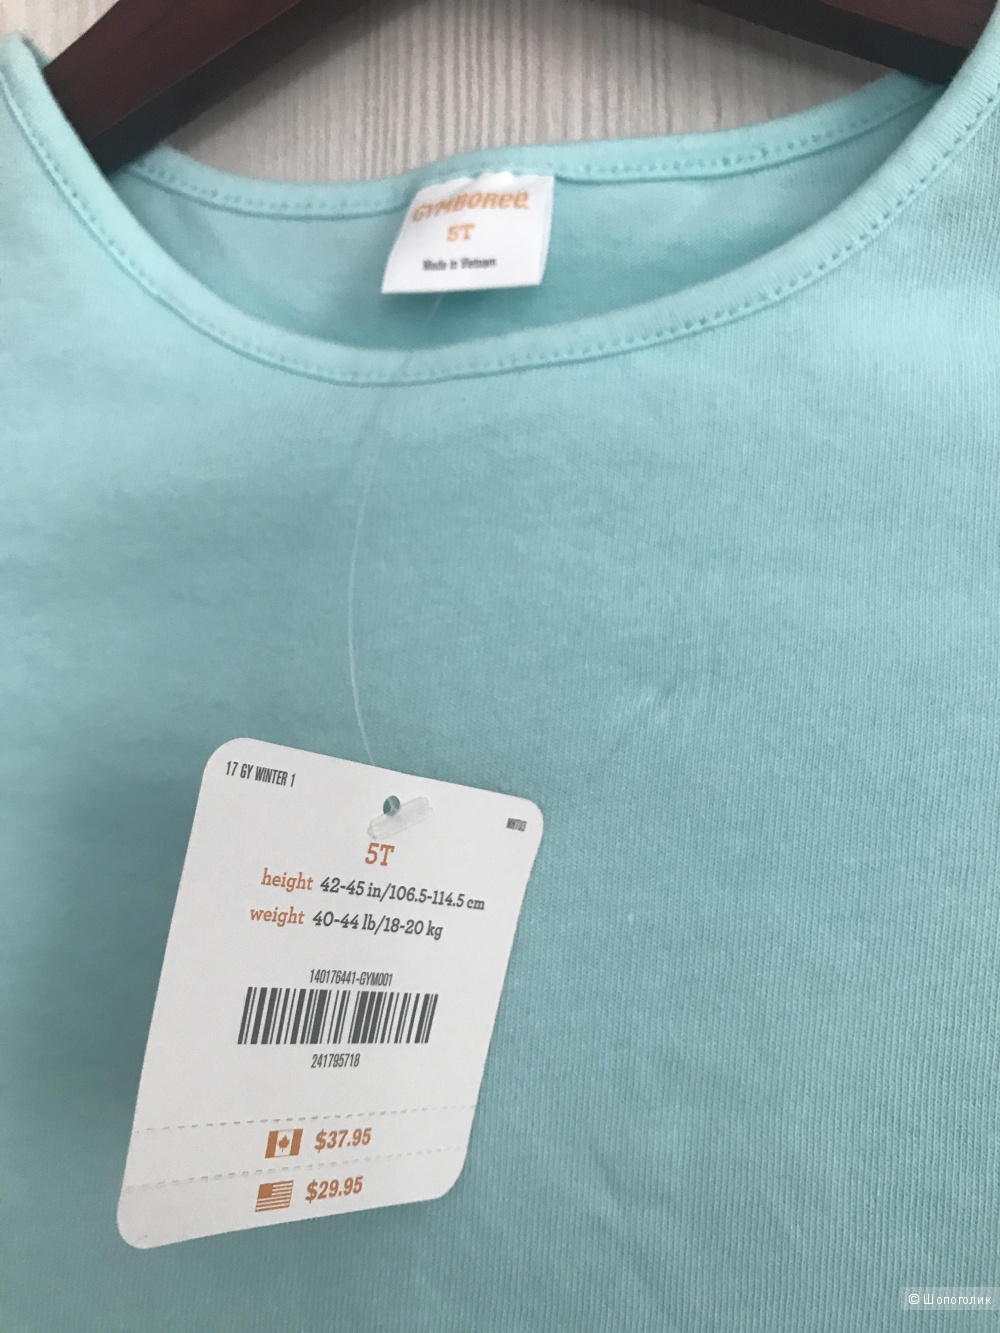 GYMBOREE
5T
Made in Vietnam
17 GY WINTER 1
5T
height 42-45 in/106.5-114.5 cm
weight 40-44 lb/18-20 kg
140176441-GYM001
241795718
$37.95
$29.95
© Шопоголик